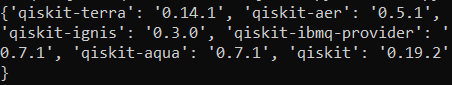 {'qiskit-terra': '0.14.1', 'qiskit-aer': '0.5.1',
'qiskit-ignis': '0.3.0', 'qiskit-ibmq-provider': '
0.7.1', 'qiskit-aqua': '0.7.1', 'qiskit': '0.19.2'
}